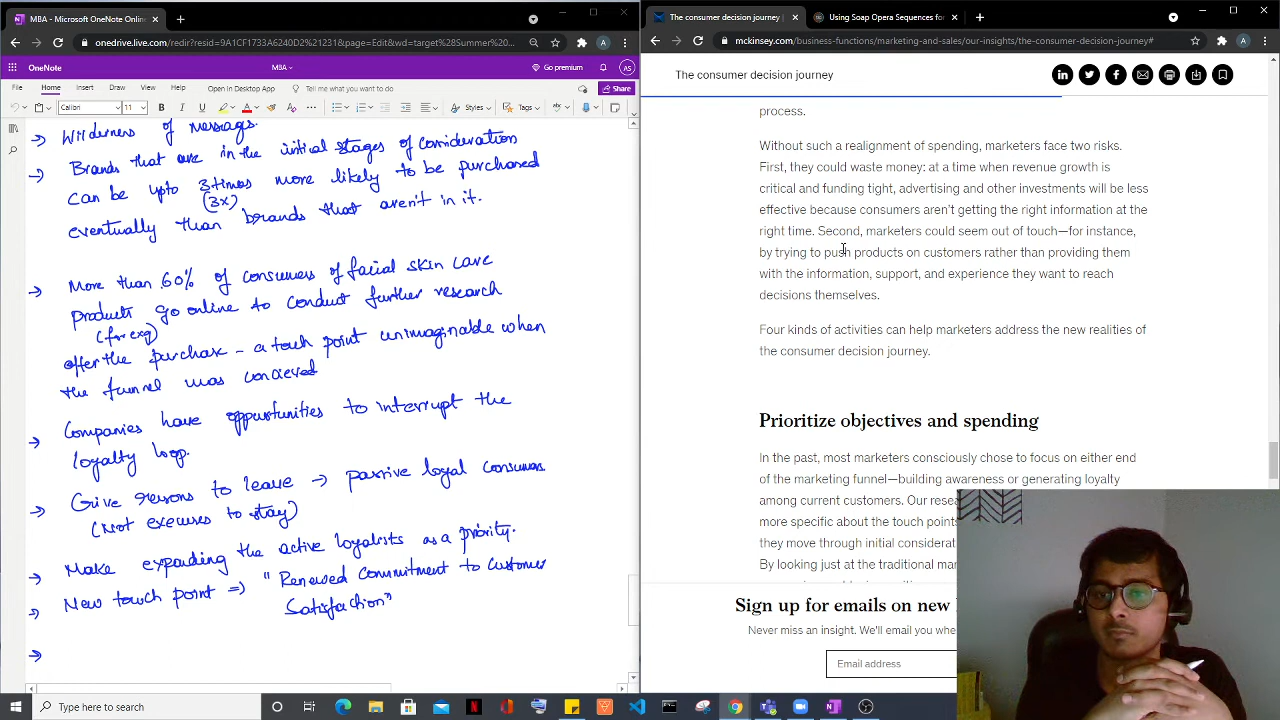 MBA - Microsoft OneNote Online
onedrive.live.com/redir?resid=9A1CF1733A6240D2%21231&page=Edit&wd=target%28Summer%20...
OneNote
MBA
Go premium
AS
File Home Insert Draw View Help Open in Desktop App Tell me what you want to do Share
Calibri 11 B I U A ... Styles Tags
→ Wilderness of messages.
→ Brands that are in the initial stages of consideration
can be upto 3 times more likely to be purchased
(3x)
eventually than brands that aren't in it.
→ More than 60% of consumers of facial skin care
products go online to conduct further research
(for eg)
after the purchase - a touch point unimaginable when
the funnel was concieved
→ Companies have oppurtunities to interrupt the
loyalty loop.
→ Give reasons to leave → passive loyal consumers
(Not excuses to stay)
→ Make expanding the active loyalists as a priority.
→ New touch point => "Renewed commitment to customer
Satisfaction"
→
Type here to search
The consumer decision journey
Using Soap Opera Sequences for
mckinsey.com/business-functions/marketing-and-sales/our-insights/the-consumer-decision-journey#
A
The consumer decision journey
process.
Without such a realignment of spending, marketers face two risks.
First, they could waste money: at a time when revenue growth is
critical and funding tight, advertising and other investments will be less
effective because consumers aren't getting the right information at the
right time. Second, marketers could seem out of touch—for instance,
by trying to push products on customers rather than providing them
with the information, support, and experience they want to reach
decisions themselves.
Four kinds of activities can help marketers address the new realities of
the consumer decision journey.
Prioritize objectives and spending
In the past, most marketers consciously chose to focus on either end
of the marketing funnel—building awareness or generating loyalty
among current customers. Our rese
more specific about the touch points
they move through initial considerat
By looking just at the traditional mar
Sign up for emails on new
Never miss an insight. We'll email you whe
Email address